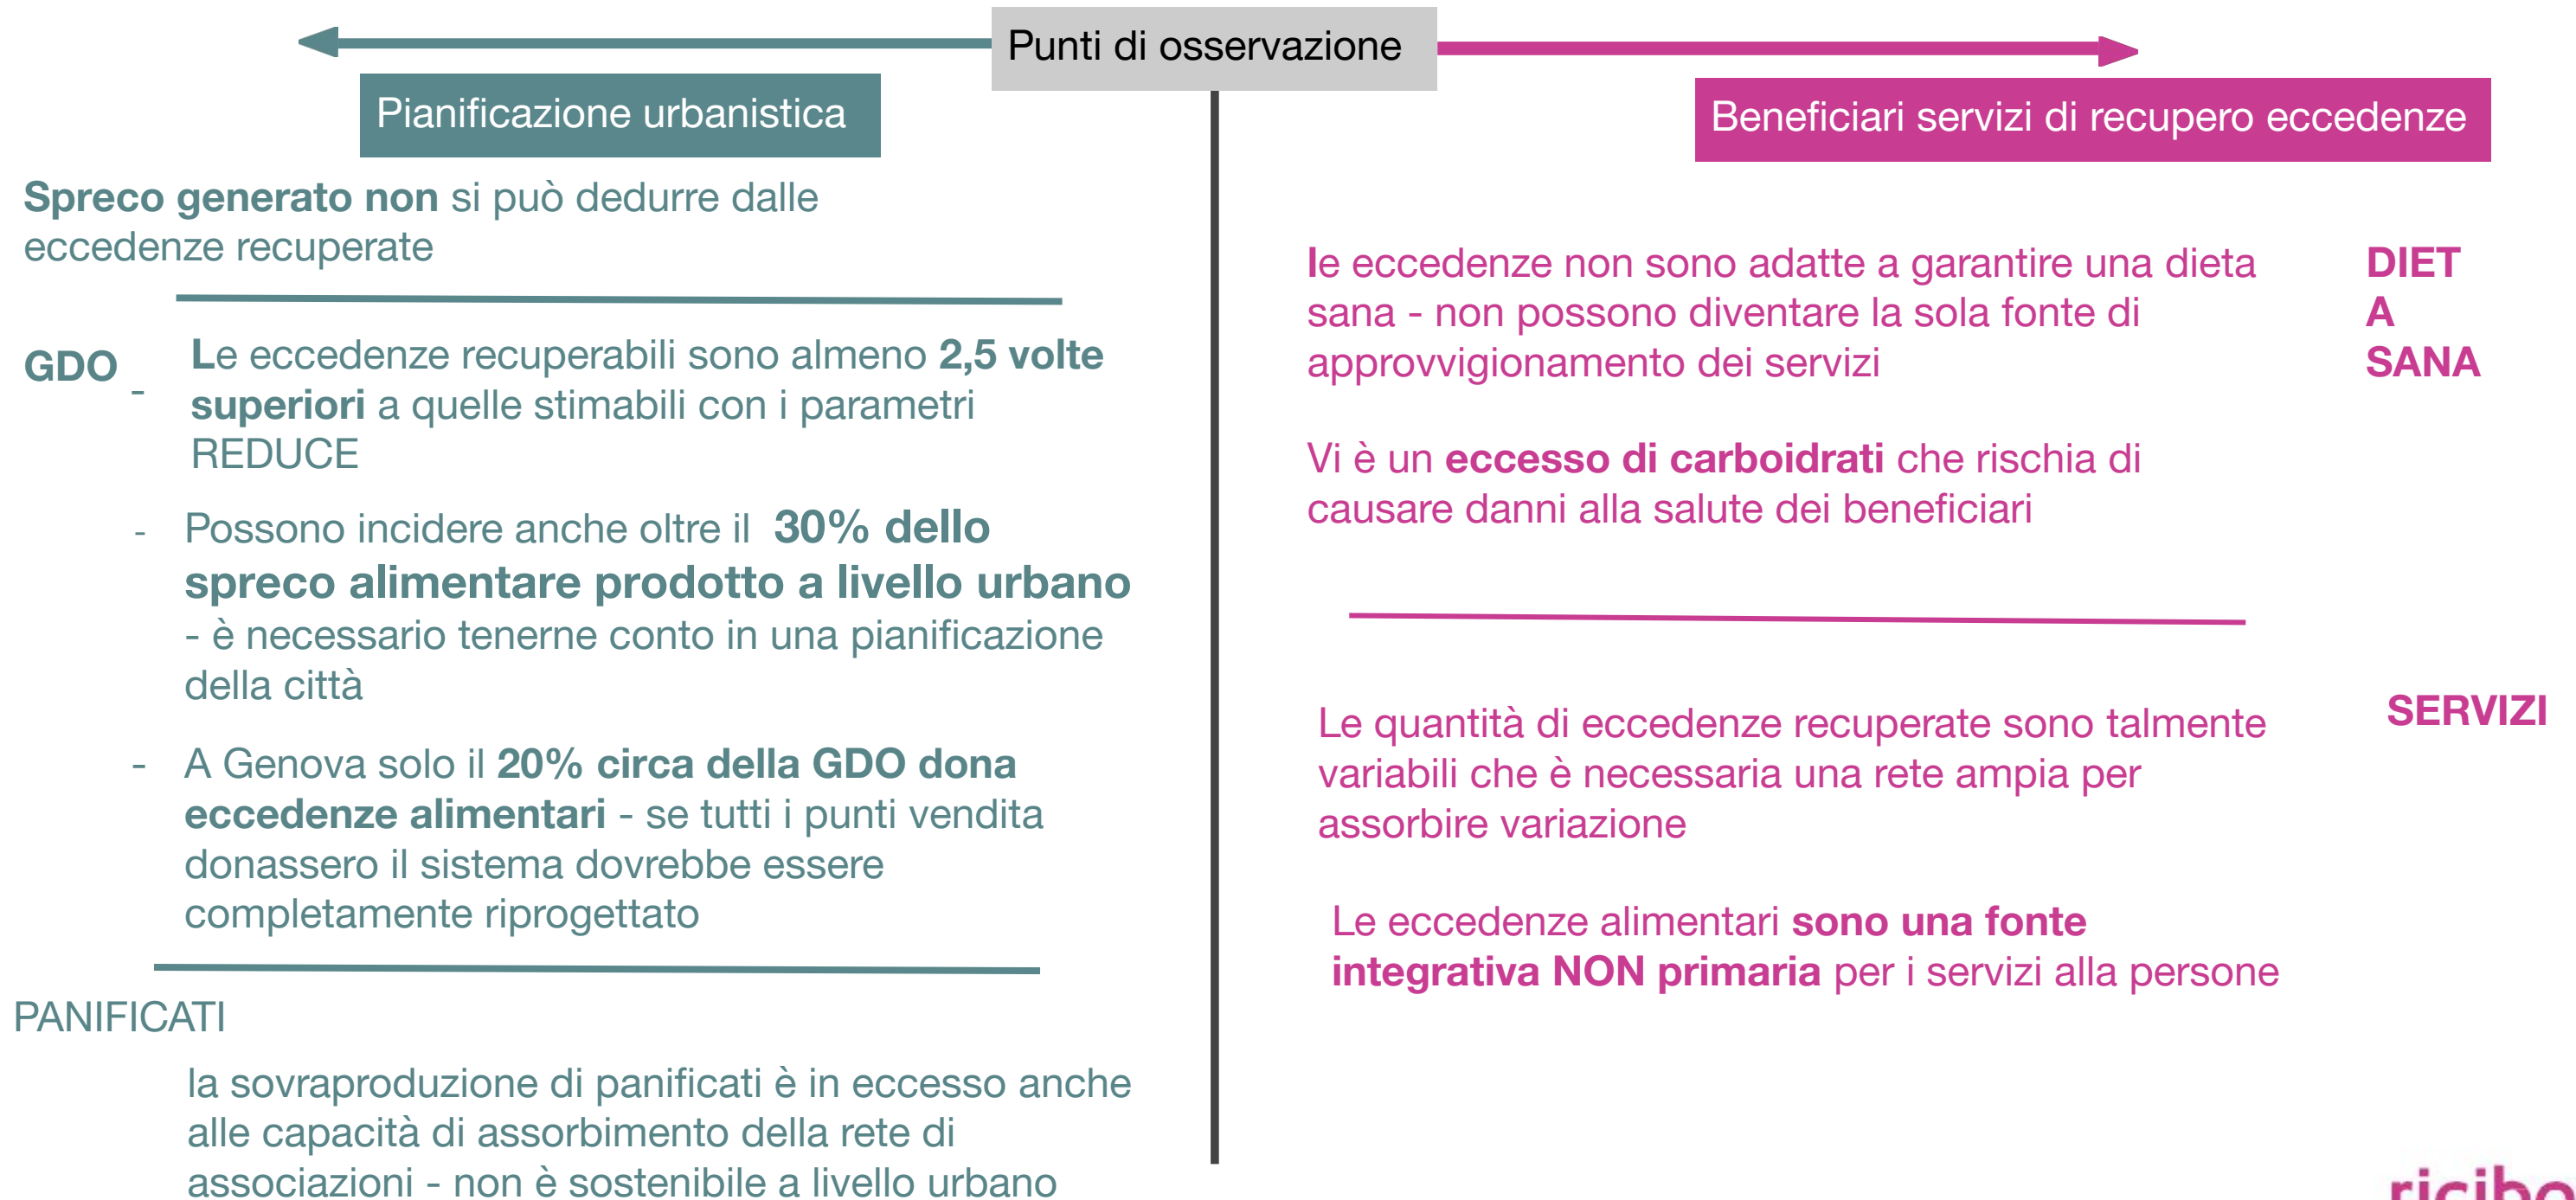 Punti di osservazione
Pianificazione urbanistica
Spreco generato non si può dedurre dalle
eccedenze recuperate
GDO
- Le eccedenze recuperabili sono almeno 2,5 volte
superiori a quelle stimabili con i parametri
REDUCE
- Possono incidere anche oltre il 30% dello
spreco alimentare prodotto a livello urbano
- è necessario tenerne conto in una pianificazione
della città
- A Genova solo il 20% circa della GDO dona
eccedenze alimentari - se tutti i punti vendita
donassero il sistema dovrebbe essere
completamente riprogettato
PANIFICATI
la sovraproduzione di panificati è in eccesso anche
alle capacità di assorbimento della rete di
associazioni - non è sostenibile a livello urbano
Beneficiari servizi di recupero eccedenze
le eccedenze non sono adatte a garantire una dieta
sana - non possono diventare la sola fonte di
approvvigionamento dei servizi
DIET
A
SANA
Vi è un eccesso di carboidrati che rischia di
causare danni alla salute dei beneficiari
Le quantità di eccedenze recuperate sono talmente
variabili che è necessaria una rete ampia per
assorbire variazione
SERVIZI
Le eccedenze alimentari sono una fonte
integrativa NON primaria per i servizi alla persone